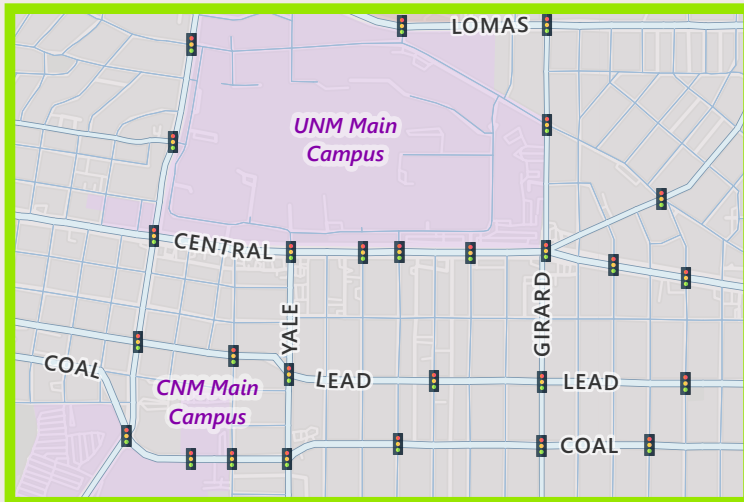 LOMAS
UNM Main
Campus
CENTRAL
YALE
GIRARD
COAL
CNM Main
Campus
LEAD
LEAD
COAL